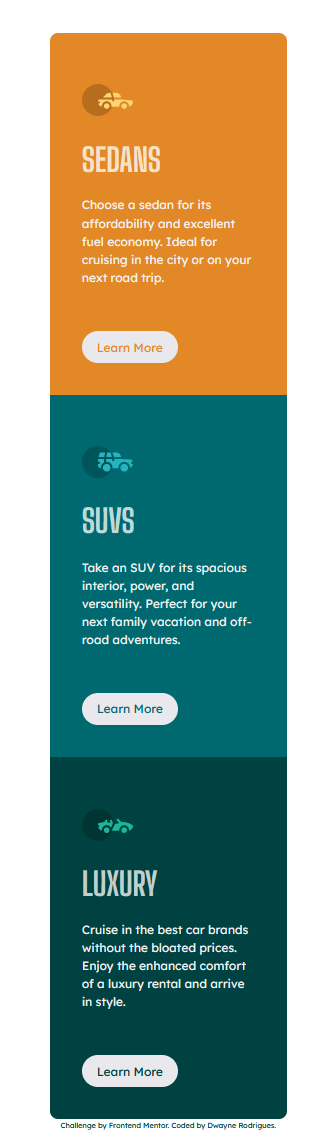 SEDANS
Choose a sedan for its
affordability and excellent
fuel economy. Ideal for
cruising in the city or on your
next road trip.
Learn More
SUVS
Take an SUV for its spacious
interior, power, and
versatility. Perfect for your
next family vacation and off-
road adventures.
Learn More
LUXURY
Cruise in the best car brands
without the bloated prices.
Enjoy the enhanced comfort
of a luxury rental and arrive
in style.
Learn More
Challenge by Frontend Mentor. Coded by Dwayne Rodrigues.